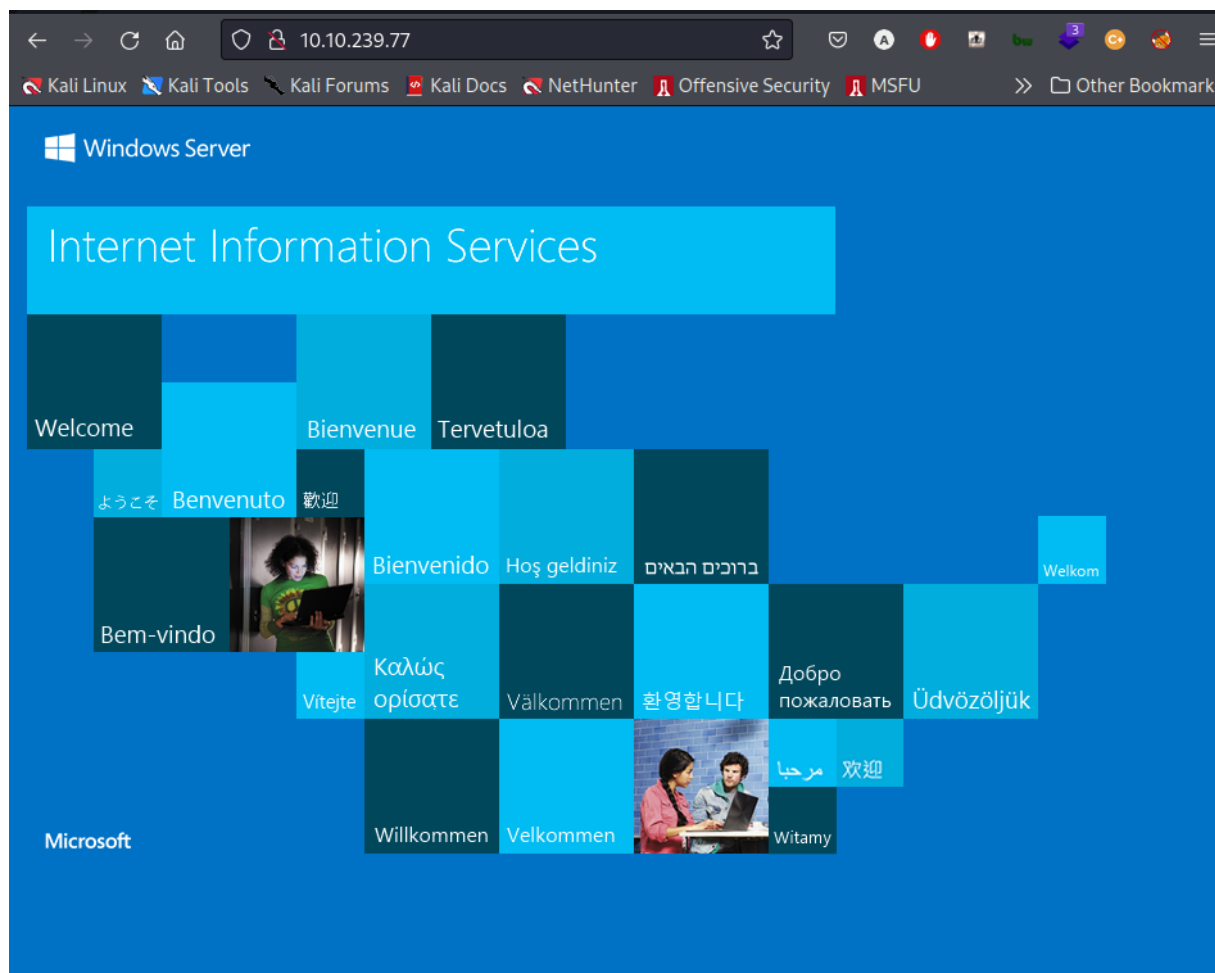 10.10.239.77
3
Kali Linux Kali Tools Kali Forums Kali Docs NetHunter Offensive Security MSFU Other Bookmark
Windows Server
Internet Information Services
Welcome
Bienvenue
Tervetuloa
ようこそ
Benvenuto
歡迎
Bienvenido
Hoş geldiniz
ברוכים הבאים
Welkom
Bem-vindo
Vítejte
Καλώς
ορίσατε
Välkommen
환영합니다
Добро
пожаловать
Üdvözöljük
مرحبا
欢迎
Microsoft
Willkommen
Velkommen
Witamy